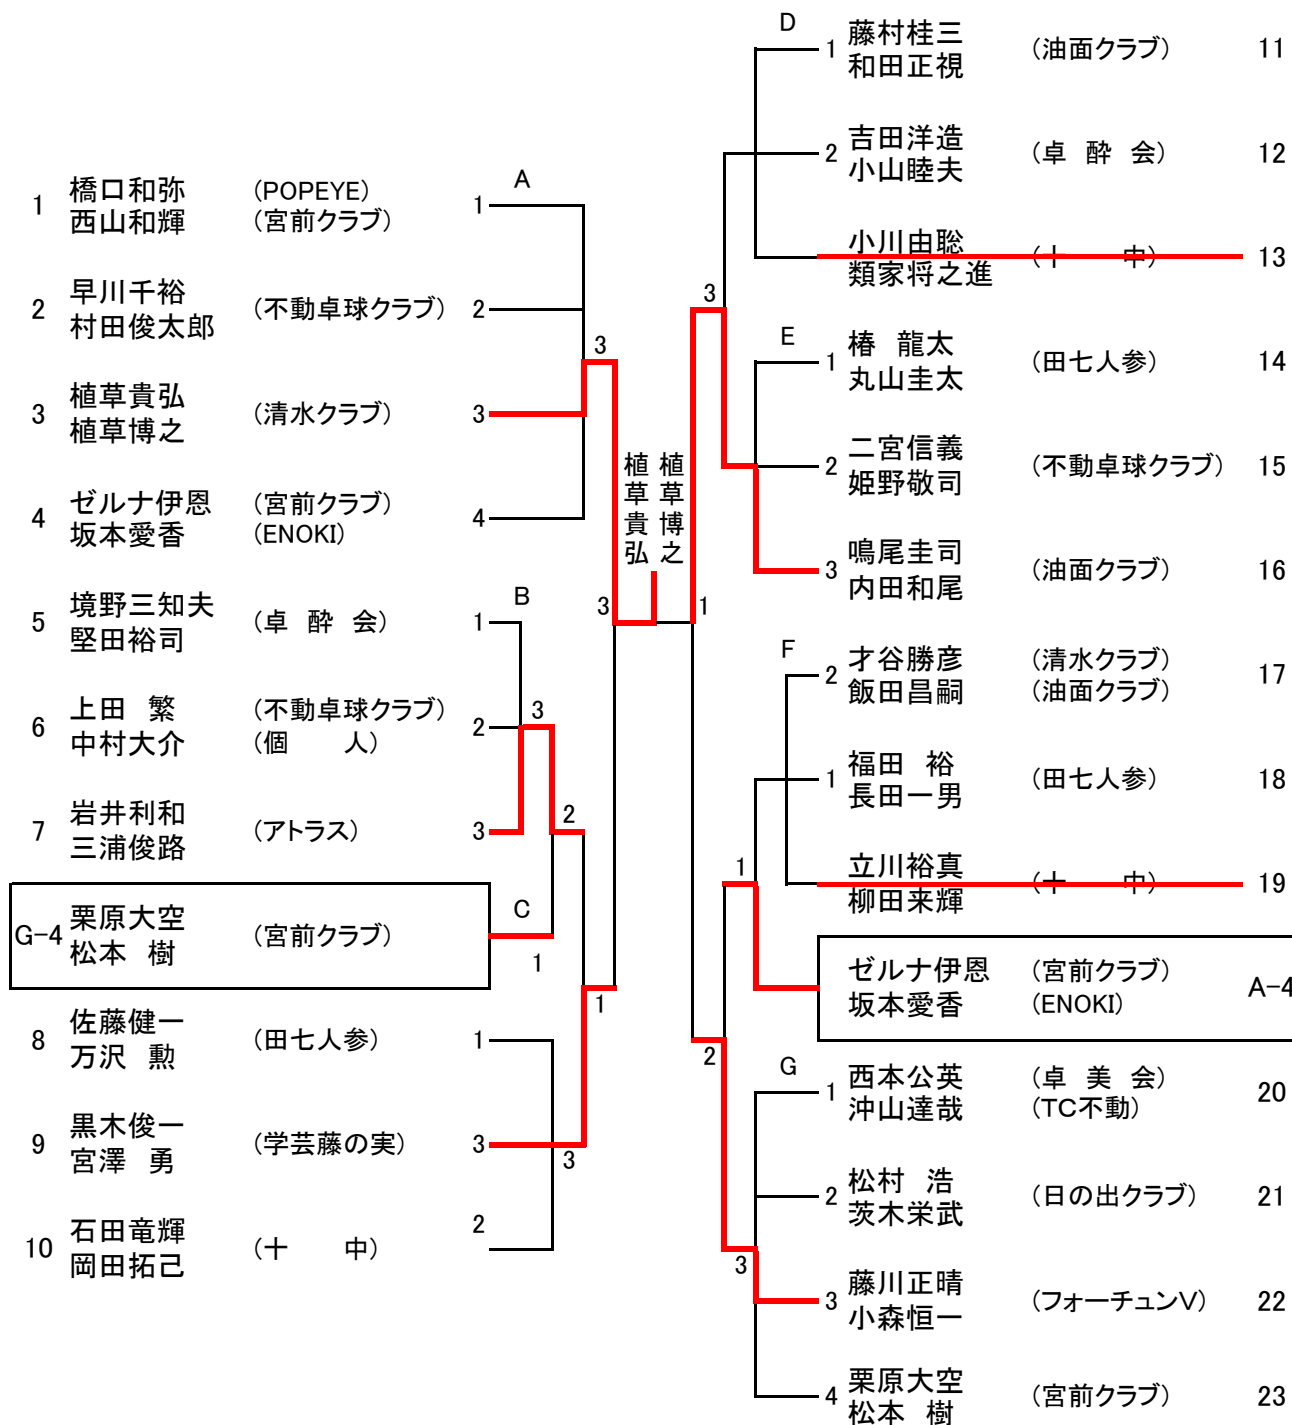 A
1 橋口和弥 (POPEYE) 1
西山和輝 (宮前クラブ)
2 早川千裕 (不動卓球クラブ) 2
村田俊太郎
3
3 植草貴弘 (清水クラブ) 3
植草博之
4 ゼルナ伊恩 (宮前クラブ) 4
坂本愛香 (ENOKI)
B
5 境野三知夫 (卓 酔 会) 1
堅田裕司
3
6 上田 繁 (不動卓球クラブ) 2
中村大介 (個 人)
3
7 岩井利和 (アトラス) 3
三浦俊路
2
C
G-4 栗原大空 (宮前クラブ)
松本 樹
1
1
8 佐藤健一 (田七人参) 1
万沢 勲
9 黒木俊一 (学芸藤の実) 3
宮澤 勇
3
10 石田竜輝 (十 中) 2
岡田拓己
植草貴弘
植草博之
D
1 藤村桂三 (油面クラブ) 11
和田正視
2 吉田洋造 (卓 酔 会) 12
小山睦夫
小川由聡 (十 中) 13
類家将之進
3
E
1 椿 龍太 (田七人参) 14
丸山圭太
2 二宮信義 (不動卓球クラブ) 15
姫野敬司
3 鳴尾圭司 (油面クラブ) 16
内田和尾
1
F
2 才谷勝彦 (清水クラブ) 17
飯田昌嗣 (油面クラブ)
1 福田 裕 (田七人参) 18
長田一男
1
立川裕真 (十 中) 19
柳田来輝
ゼルナ伊恩 (宮前クラブ) A-4
坂本愛香 (ENOKI)
2
G
1 西本公英 (卓 美 会) 20
沖山達哉 (TC不動)
2 松村 浩 (日の出クラブ) 21
茨木栄武
3
3 藤川正晴 (フォーチュンV) 22
小森恒一
4 栗原大空 (宮前クラブ) 23
松本 樹